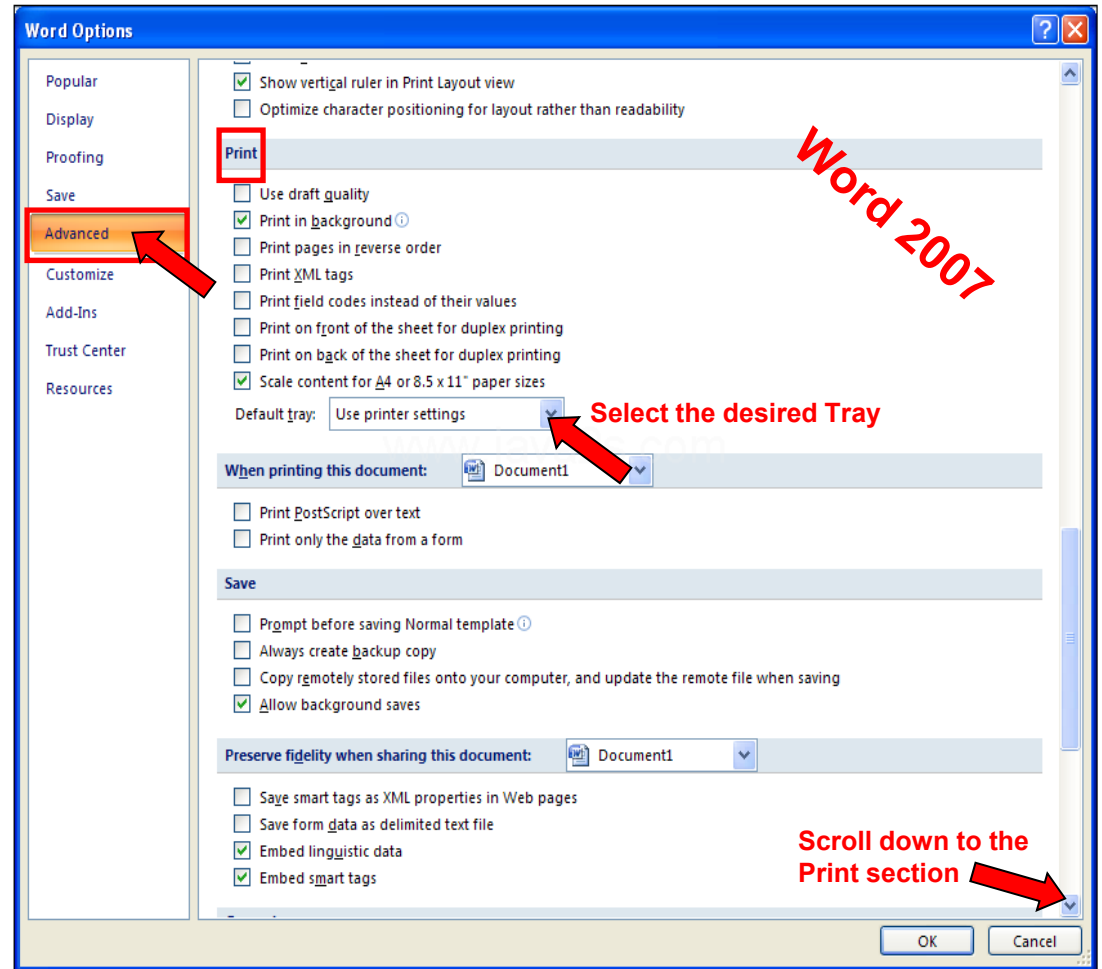 Word Options
Popular
Display
Proofing
Save
Advanced
Customize
Add-Ins
Trust Center
Resources
Show vertical ruler in Print Layout view
Optimize character positioning for layout rather than readability
Print
Word 2007
Use draft quality
Print in background
Print pages in reverse order
Print XML tags
Print field codes instead of their values
Print on front of the sheet for duplex printing
Print on back of the sheet for duplex printing
Scale content for A4 or 8.5 x 11" paper sizes
Default tray: Use printer settings
Select the desired Tray
When printing this document: Document1
Print PostScript over text
Print only the data from a form
Save
Prompt before saving Normal template
Always create backup copy
Copy remotely stored files onto your computer, and update the remote file when saving
Allow background saves
Preserve fidelity when sharing this document: Document1
Save smart tags as XML properties in Web pages
Save form data as delimited text file
Embed linguistic data
Embed smart tags
Scroll down to the
Print section
OK Cancel